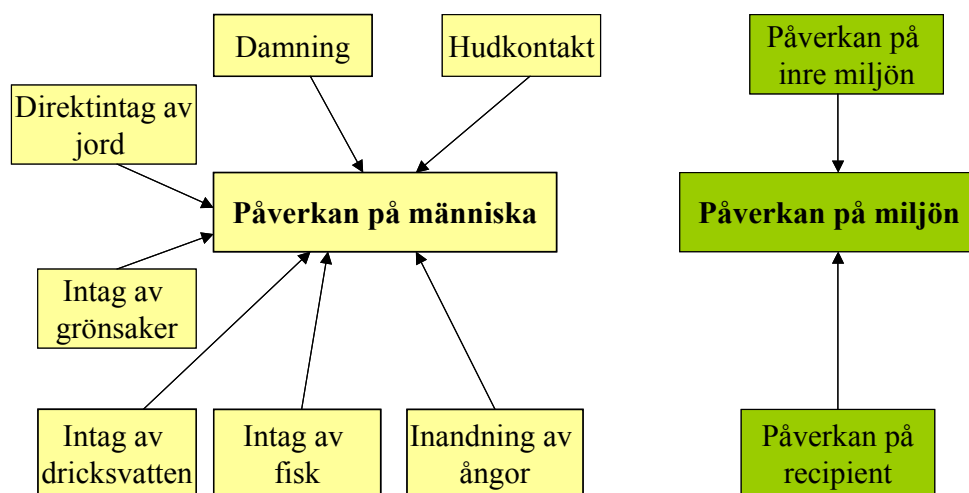 Damning
Hudkontakt
Påverkan på
inre miljön
Direktintag av
jord
Påverkan på människa
Påverkan på miljön
Intag av
grönsaker
Intag av
dricksvatten
Intag av
fisk
Inandning av
ångor
Påverkan på
recipient